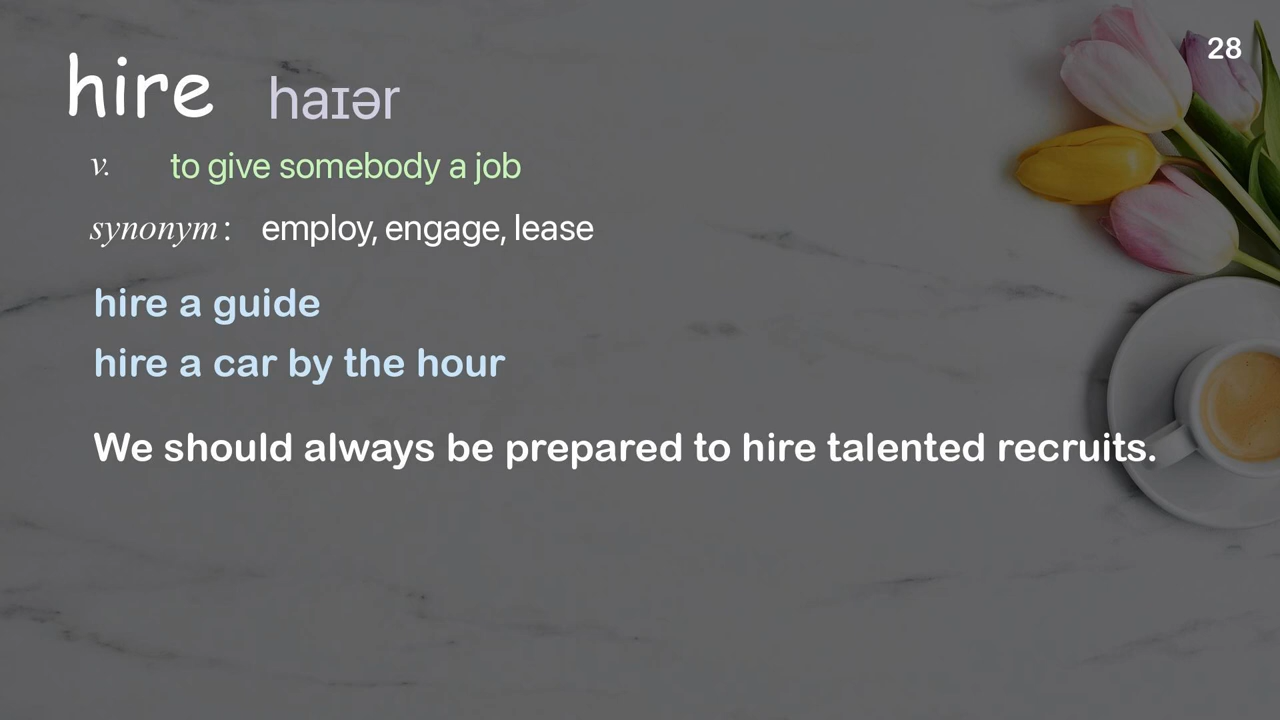 28
hire haɪər
v. to give somebody a job
synonym: employ, engage, lease
hire a guide
hire a car by the hour
We should always be prepared to hire talented recruits.